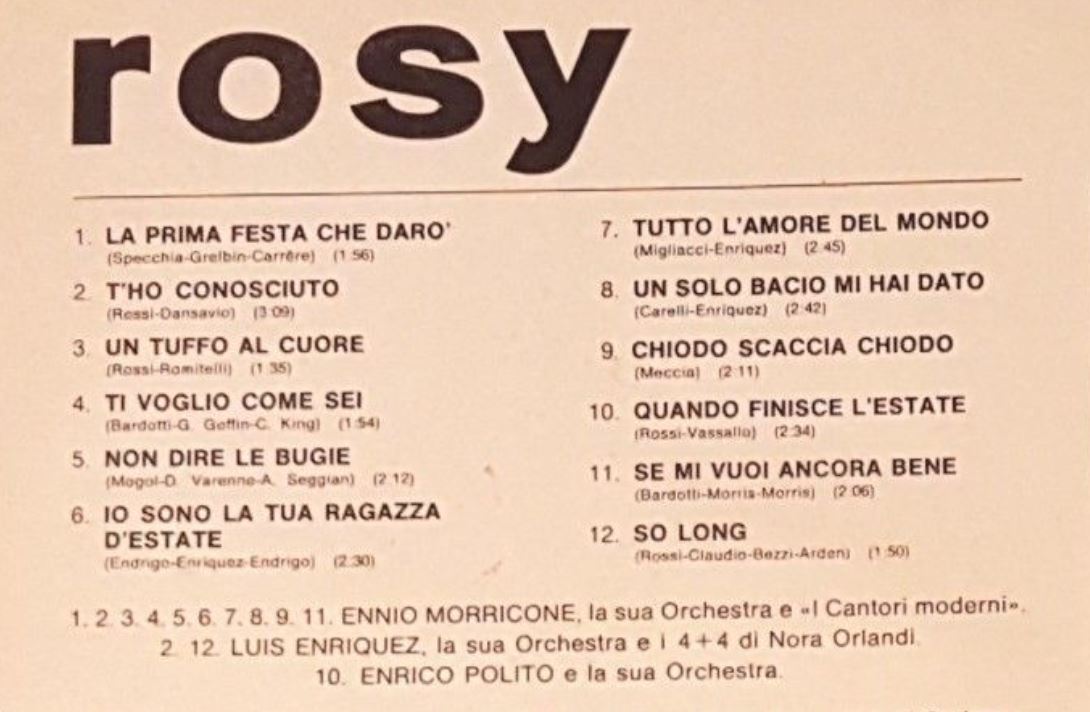 rosy
1. LA PRIMA FESTA CHE DARO'
(Specchia-Grelbin-Carrère) (1:56)
2. T'HO CONOSCIUTO
(Rossi-Dansavio) (3:09)
3. UN TUFFO AL CUORE
(Rossi-Romitelli) (1:35)
4. TI VOGLIO COME SEI
(Bardotti-G. Goffin-C. King) (1:54)
5. NON DIRE LE BUGIE
(Mogol-D. Varenne-A. Seggian) (2:12)
6. IO SONO LA TUA RAGAZZA
D'ESTATE
(Endrigo-Enriquez-Endrigo) (2:30)
7. TUTTO L'AMORE DEL MONDO
(Migliacci-Enriquez) (2:45)
8. UN SOLO BACIO MI HAI DATO
(Carelli-Enriquez) (2:42)
9. CHIODO SCACCIA CHIODO
(Meccia) (2:11)
10. QUANDO FINISCE L'ESTATE
(Rossi-Vassallo) (2:34)
11. SE MI VUOI ANCORA BENE
(Bardotti-Morris-Morris) (2:06)
12. SO LONG
(Rossi-Claudio-Bezzi-Arden) (1:50)
1. 2. 3. 4. 5. 6. 7. 8. 9. 11. ENNIO MORRICONE, la sua Orchestra e «I Cantori moderni».
2. 12. LUIS ENRIQUEZ, la sua Orchestra e i 4+4 di Nora Orlandi.
10. ENRICO POLITO e la sua Orchestra.